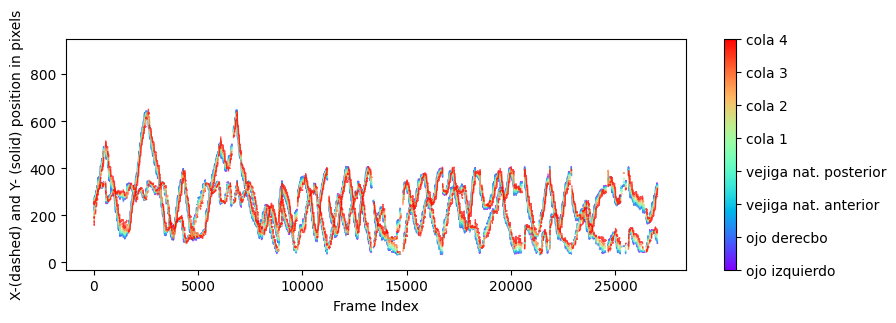 X-(dashed) and Y- (solid) position in pixels
800
600
400
200
0
0 5000 10000 15000 20000 25000
Frame Index
cola 4
cola 3
cola 2
cola 1
vejiga nat. posterior
vejiga nat. anterior
ojo derecbo
ojo izquierdo